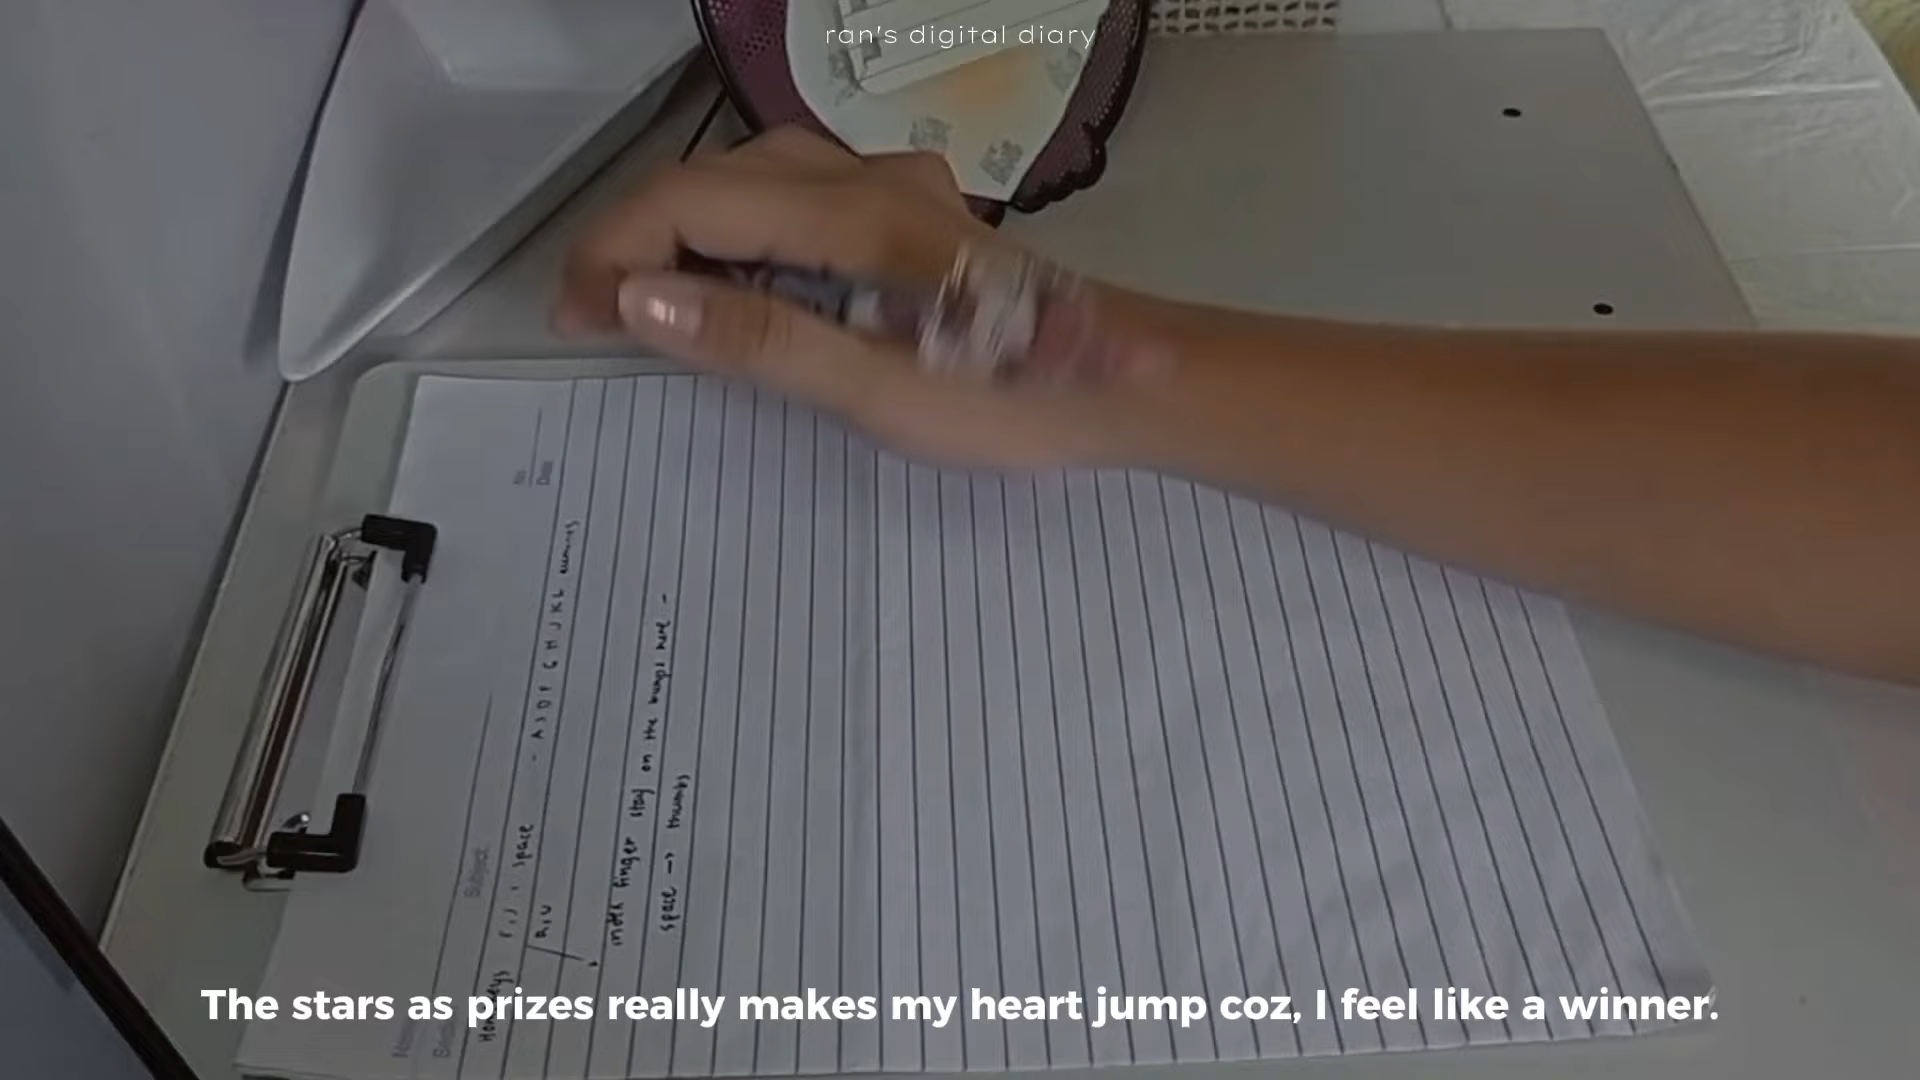 ran's digital diary
No
Date
Subject
space - A S D F G H J K L
index finger stay on the bumps here -
space -> thumbs
The stars as prizes really makes my heart jump coz, I feel like a winner.